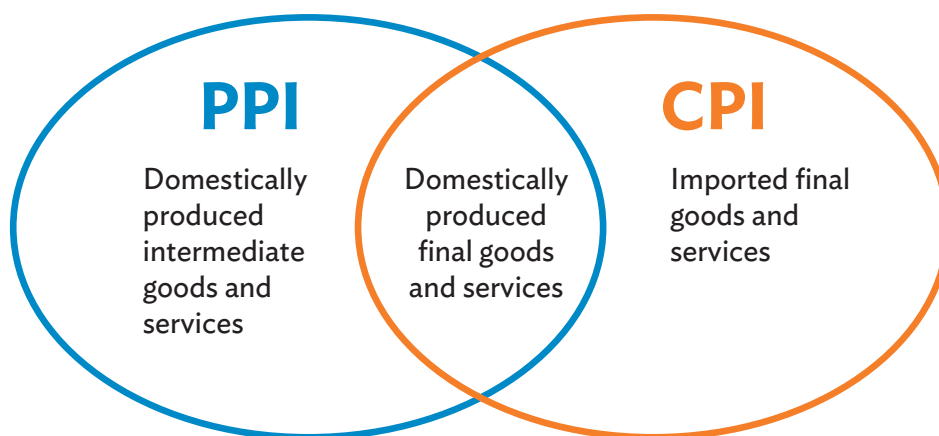 PPI
Domestically
produced
intermediate
goods and
services
Domestically
produced
final goods
and services
CPI
Imported final
goods and
services